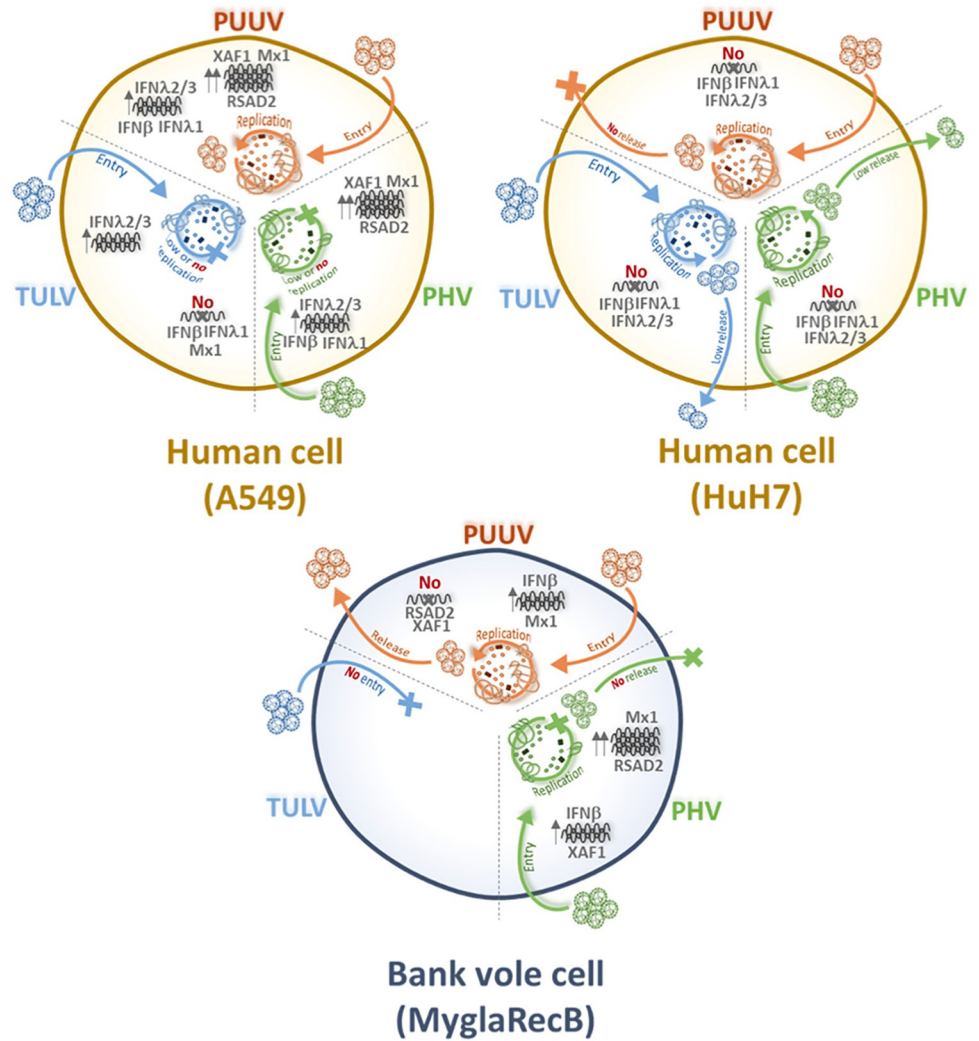 PUUV
XAF1 Mx1
RSAD2
IFNλ2/3
IFNβ IFNλ1
Replication
Entry
Entry
IFNλ2/3
Low or no
replication
TULV
No
IFNβ IFNλ1
Mx1
XAF1 Mx1
RSAD2
Low or no
replication
PHV
IFNλ2/3
IFNβ IFNλ1
Entry
Human cell
(A549)
PUUV
No
IFNβ IFNλ1
IFNλ2/3
No release
Replication
Entry
Low release
Entry
Replication
TULV
No
IFNβ IFNλ1
IFNλ2/3
Low release
Replication
PHV
No
IFNβ IFNλ1
IFNλ2/3
Entry
Human cell
(HuH7)
PUUV
No
RSAD2
XAF1
IFNβ
Mx1
Release
Replication
Entry
No entry
No release
TULV
Mx1
RSAD2
Replication
PHV
IFNβ
XAF1
Entry
Bank vole cell
(MyglaRecB)